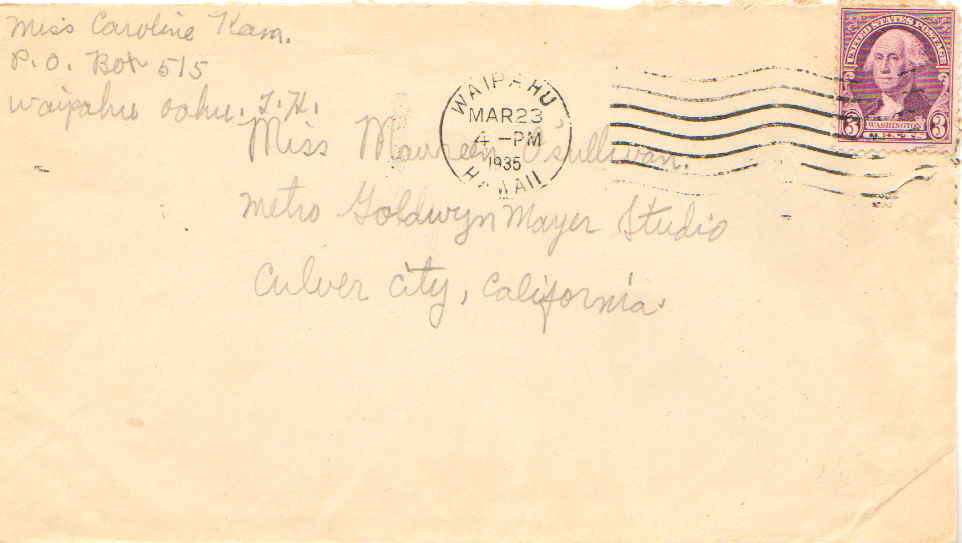 Miss Caroline Kam.
P.O. Box 515
Waipahu Oahu. T.H.
WAIPAHU
MAR 23
4 -PM
1935
HAWAII
UNITED STATES POSTAGE
3 WASHINGTON 3
Miss Maureen O'Sullivan.
Metro Goldwyn Mayer Studio
Culver City, California.